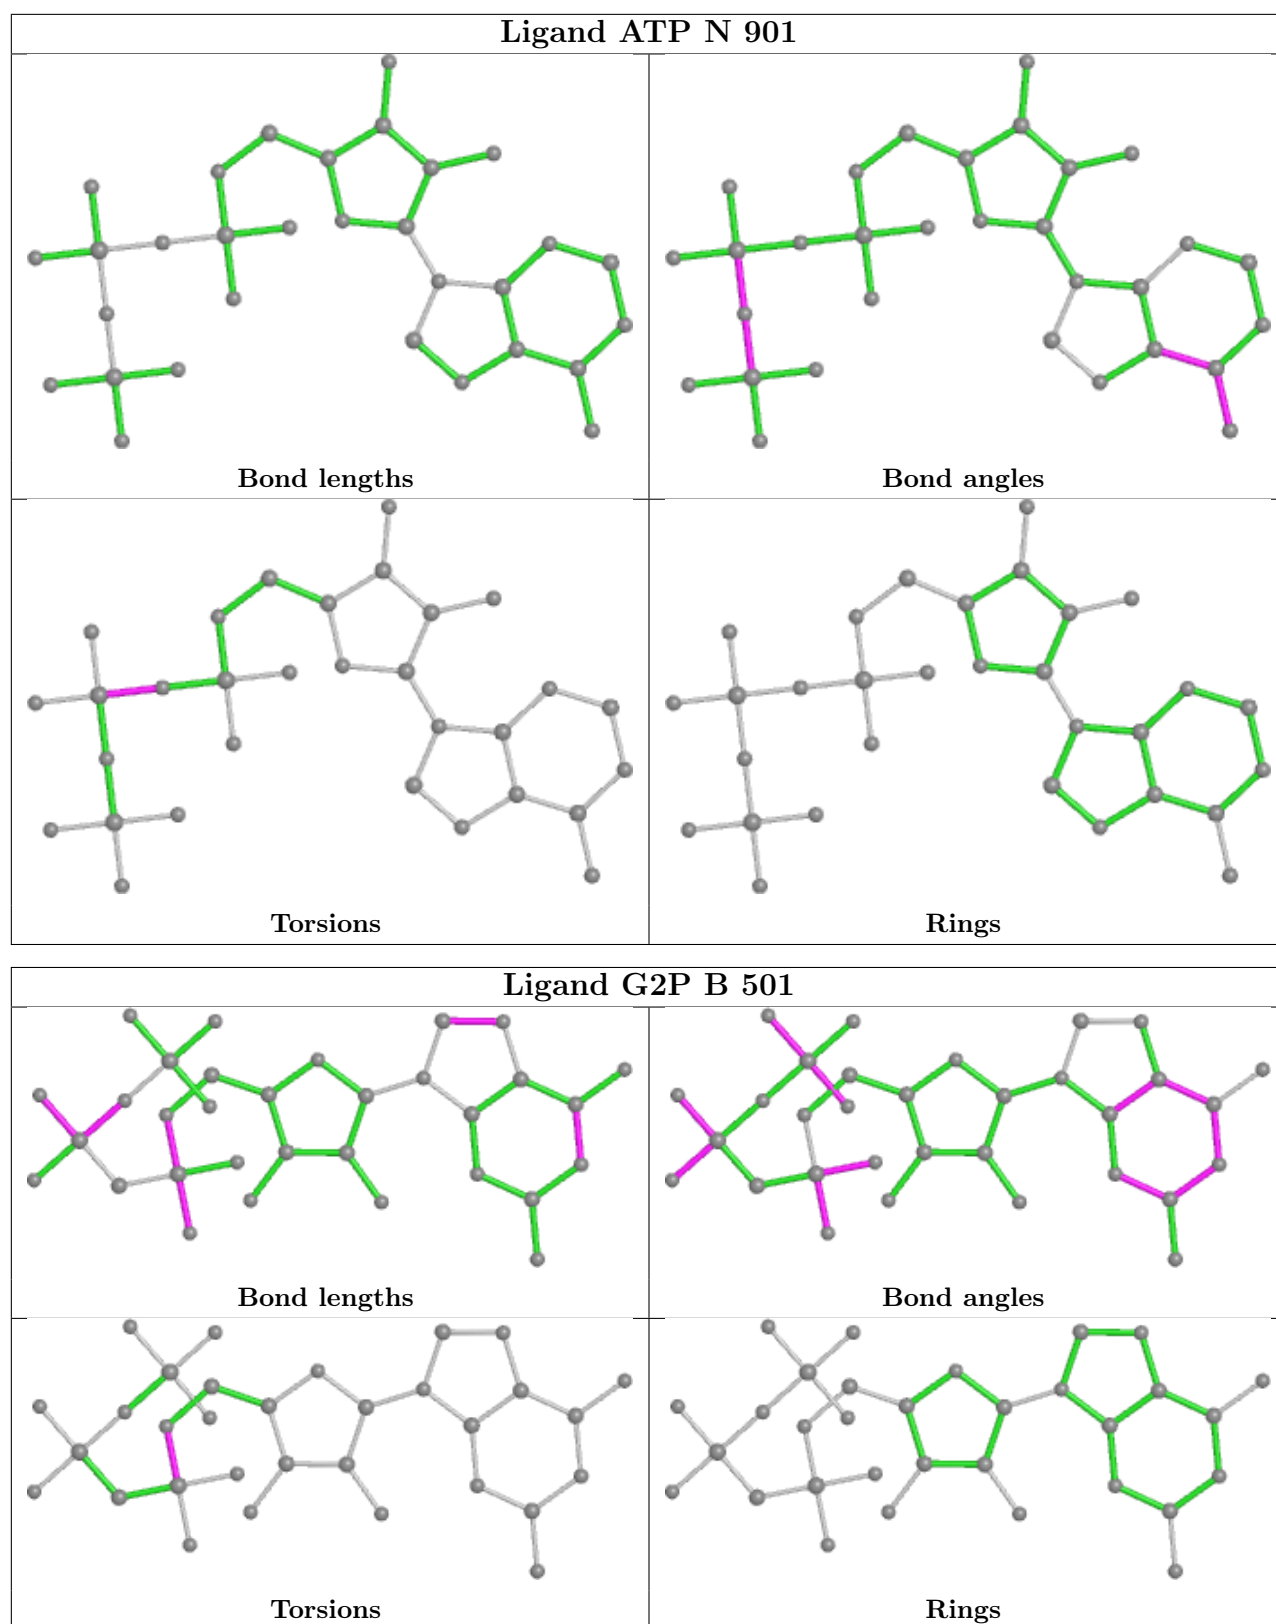 Ligand ATP N 901
Bond lengths
Bond angles
Torsions
Rings
Ligand G2P B 501
Bond lengths
Bond angles
Torsions
Rings